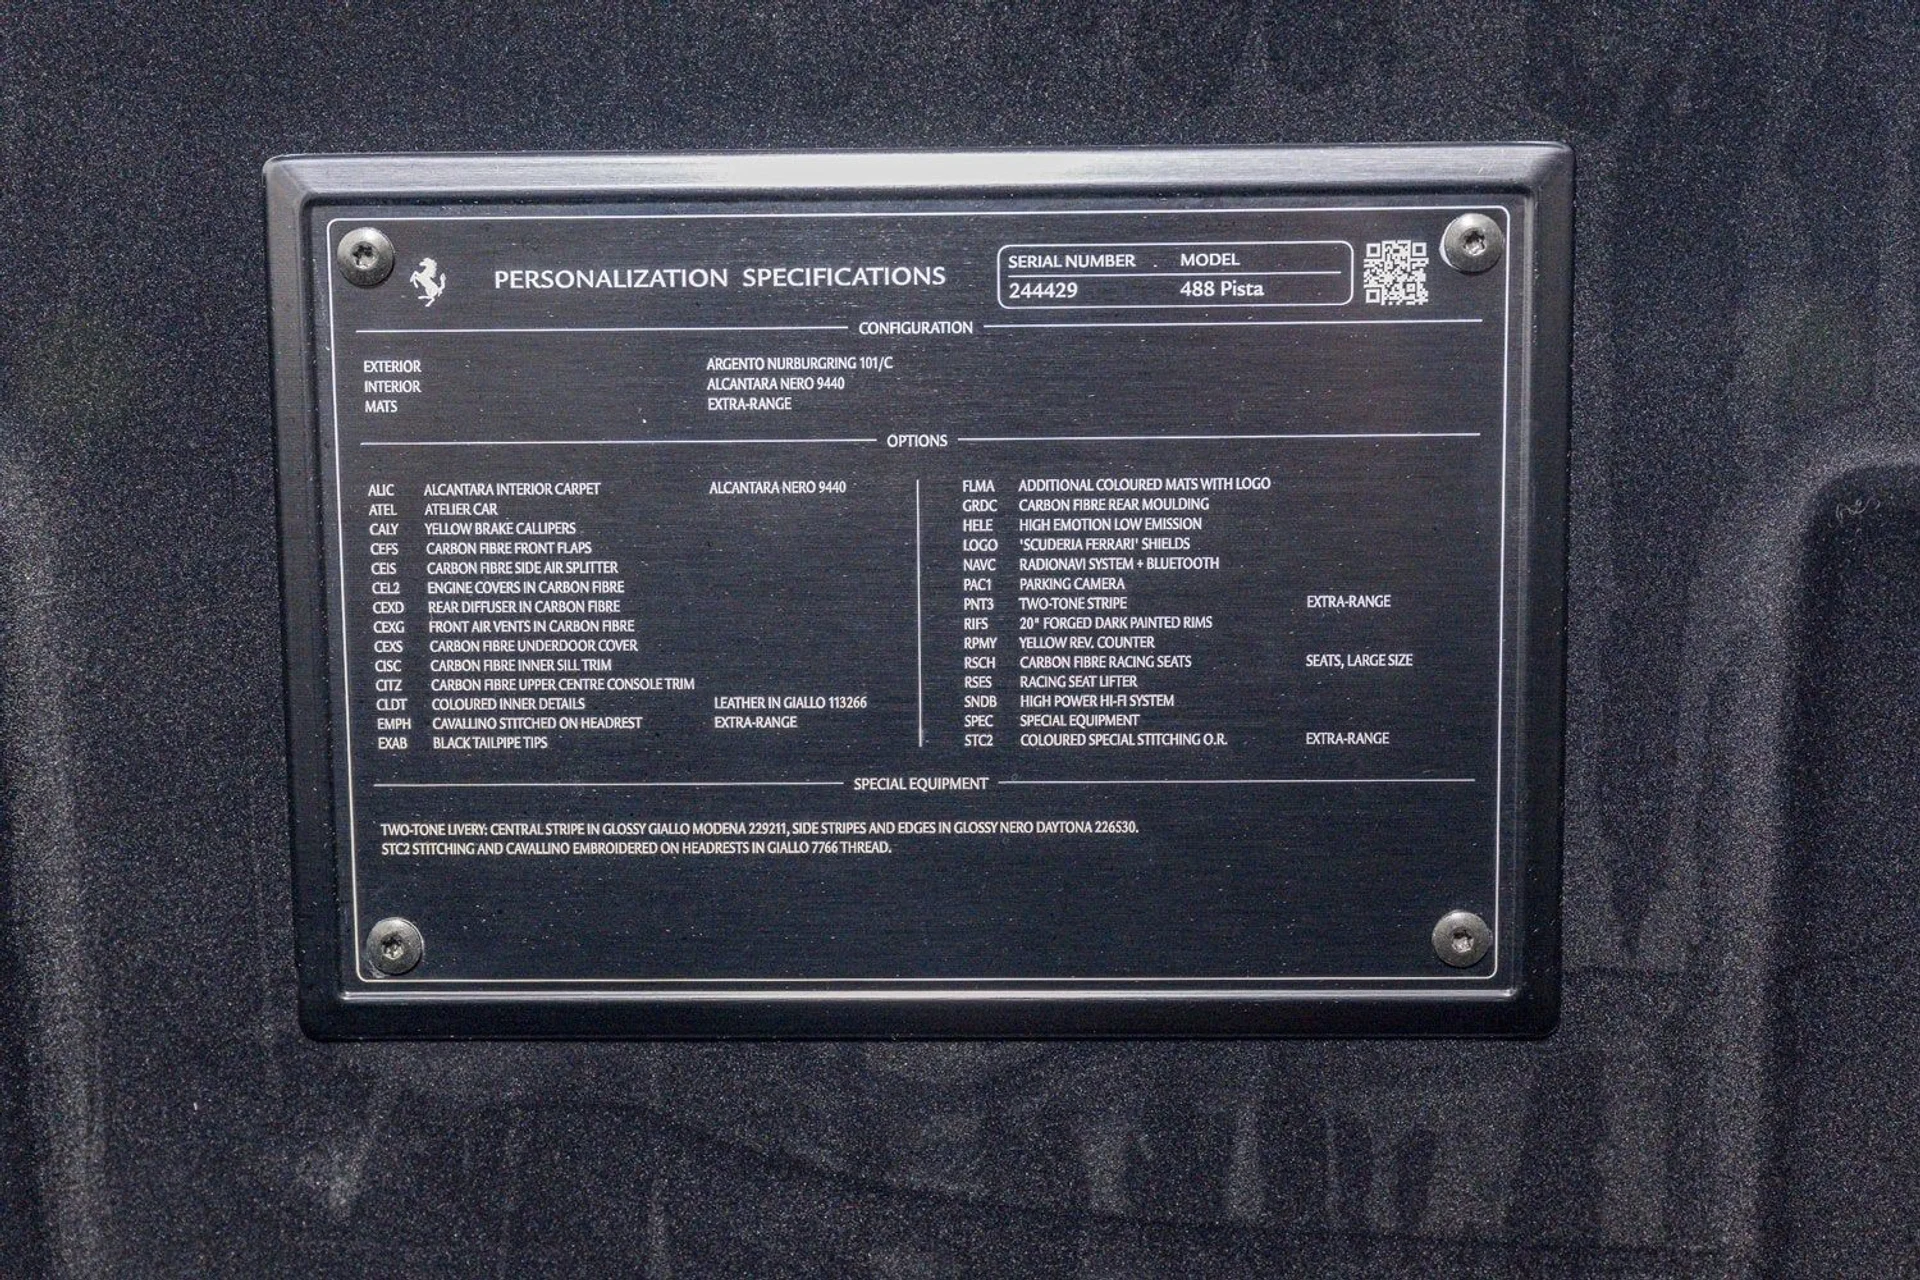 PERSONALIZATION SPECIFICATIONS
SERIAL NUMBER MODEL
244429 488 Pista
CONFIGURATION
EXTERIOR ARGENTO NURBURGRING 101/C
INTERIOR ALCANTARA NERO 9440
MATS EXTRA-RANGE
OPTIONS
ALIC ALCANTARA INTERIOR CARPET ALCANTARA NERO 9440
ATEL ATELIER CAR
CALY YELLOW BRAKE CALLIPERS
CEFS CARBON FIBRE FRONT FLAPS
CEIS CARBON FIBRE SIDE AIR SPLITTER
CEL2 ENGINE COVERS IN CARBON FIBRE
CEXD REAR DIFFUSER IN CARBON FIBRE
CEXG FRONT AIR VENTS IN CARBON FIBRE
CEXS CARBON FIBRE UNDERDOOR COVER
CISC CARBON FIBRE INNER SILL TRIM
CITZ CARBON FIBRE UPPER CENTRE CONSOLE TRIM
CLDT COLOURED INNER DETAILS LEATHER IN GIALLO 113266
EMPH CAVALLINO STITCHED ON HEADREST EXTRA-RANGE
EXAB BLACK TAILPIPE TIPS
FLMA ADDITIONAL COLOURED MATS WITH LOGO
GRDC CARBON FIBRE REAR MOULDING
HELE HIGH EMOTION LOW EMISSION
LOGO 'SCUDERIA FERRARI' SHIELDS
NAVC RADIONAVI SYSTEM + BLUETOOTH
PAC1 PARKING CAMERA
PNT3 TWO-TONE STRIPE EXTRA-RANGE
RIFS 20" FORGED DARK PAINTED RIMS
RPMY YELLOW REV. COUNTER
RSCH CARBON FIBRE RACING SEATS SEATS, LARGE SIZE
RSES RACING SEAT LIFTER
SNDB HIGH POWER HI-FI SYSTEM
SPEC SPECIAL EQUIPMENT
STC2 COLOURED SPECIAL STITCHING O.R. EXTRA-RANGE
SPECIAL EQUIPMENT
TWO-TONE LIVERY: CENTRAL STRIPE IN GLOSSY GIALLO MODENA 229211, SIDE STRIPES AND EDGES IN GLOSSY NERO DAYTONA 226530.
STC2 STITCHING AND CAVALLINO EMBROIDERED ON HEADRESTS IN GIALLO 7766 THREAD.